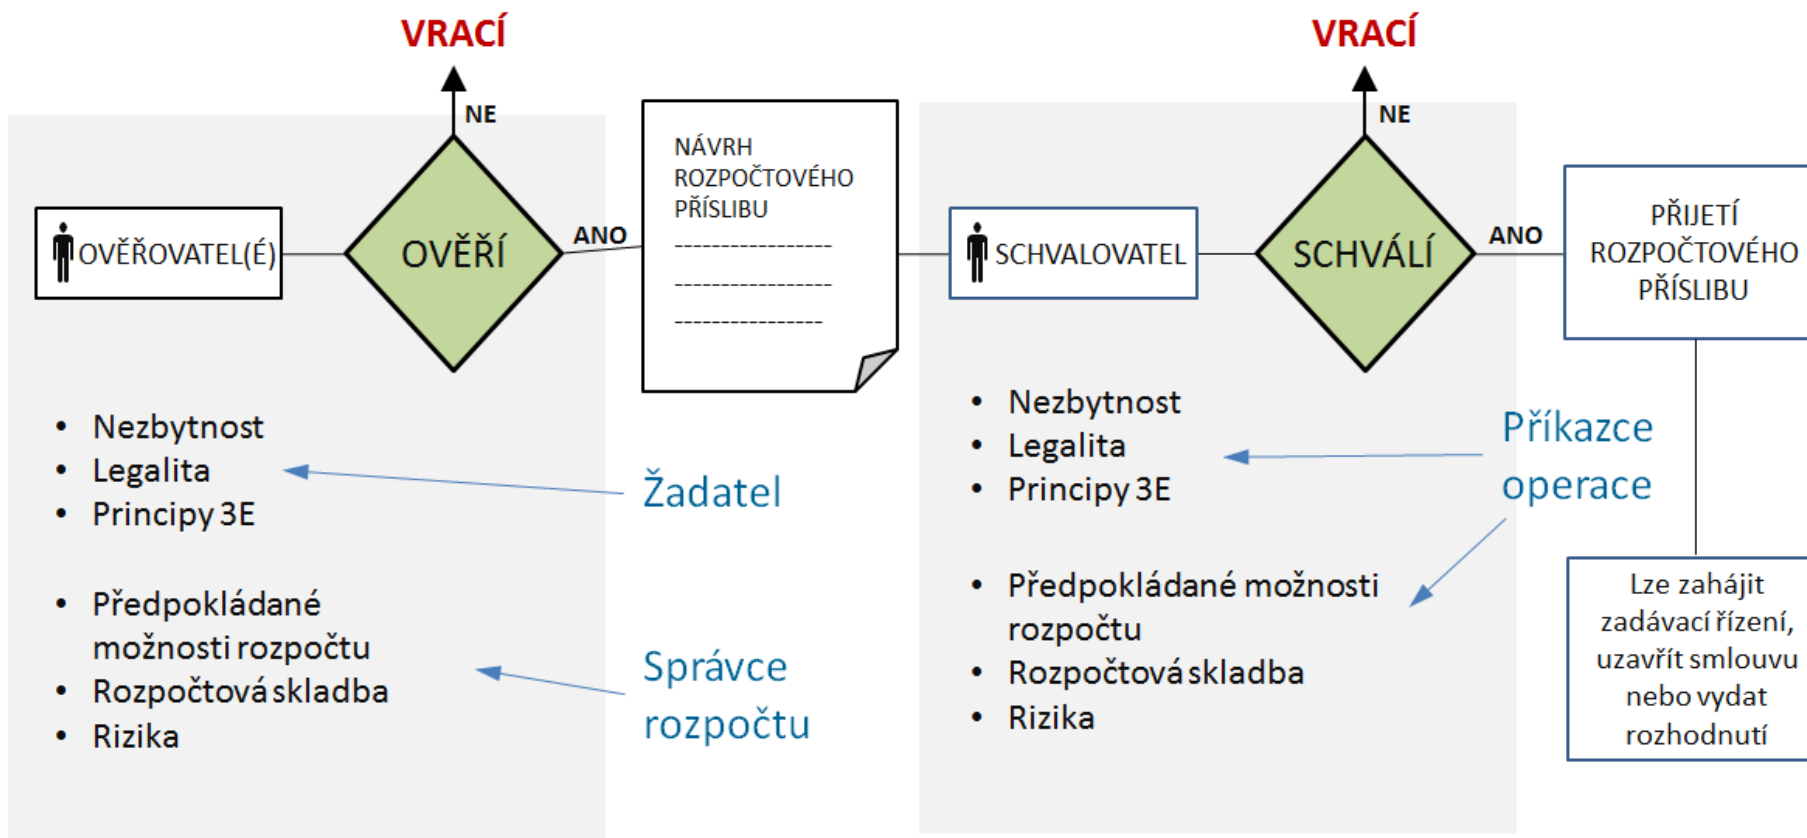 VRACÍ
NE
OVĚŘOVATEL(É)
OVĚŘÍ
ANO
NÁVRH
ROZPOČTOVÉHO
PŘÍSLIBU
• Nezbytnost
• Legalita
• Principy 3E
Žadatel
• Předpokládané
možnosti rozpočtu
• Rozpočtová skladba
• Rizika
Správce
rozpočtu
VRACÍ
NE
SCHVALOVATEL
SCHVÁLÍ
ANO
PŘIJETÍ
ROZPOČTOVÉHO
PŘÍSLIBU
• Nezbytnost
• Legalita
• Principy 3E
Příkazce
operace
• Předpokládané možnosti
rozpočtu
• Rozpočtová skladba
• Rizika
Lze zahájit
zadávací řízení,
uzavřít smlouvu
nebo vydat
rozhodnutí